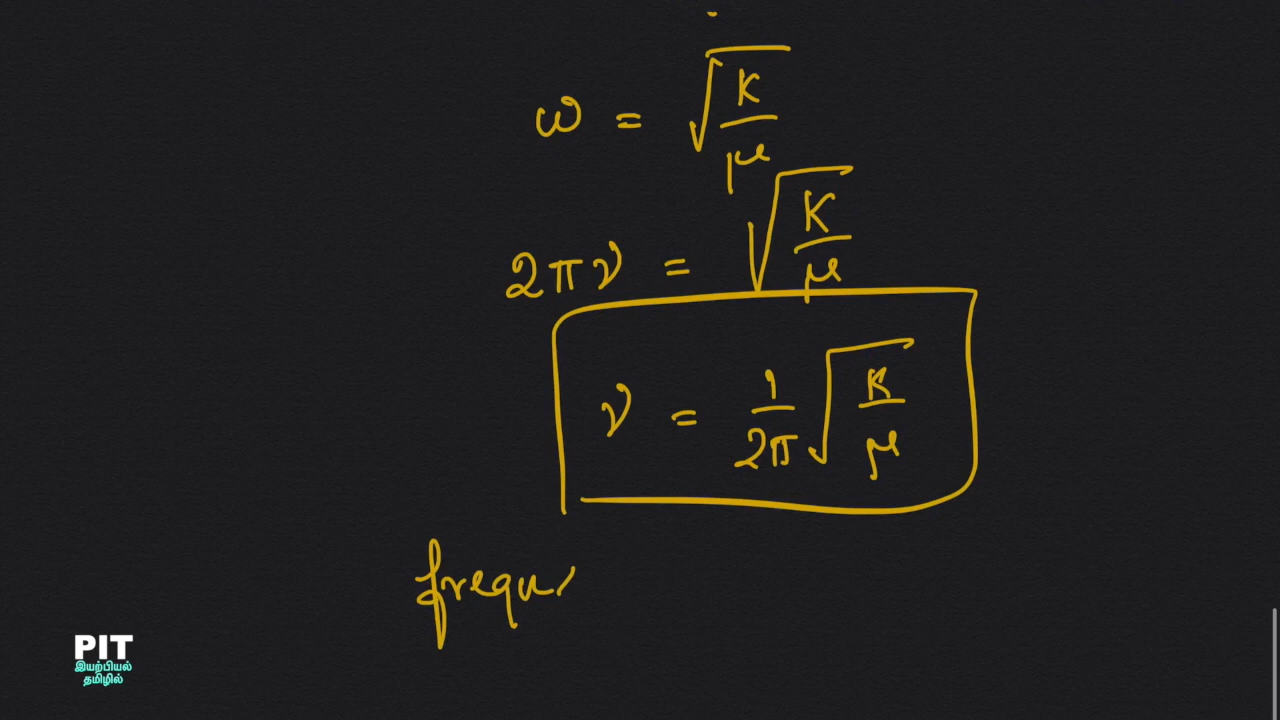 ω = √(K/μ)
2πν = √(K/μ)
ν = 1/2π √(K/μ)
frequ
PIT
இயற்பியல்
தமிழில்